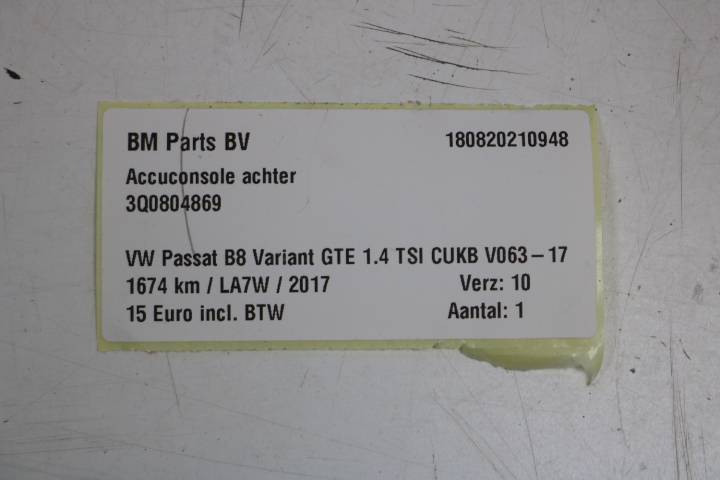 BM Parts BV 180820210948
Accuconsole achter
3Q0804869
VW Passat B8 Variant GTE 1.4 TSI CUKB V063-17
1674 km / LA7W / 2017 Verz: 10
15 Euro incl. BTW Aantal: 1